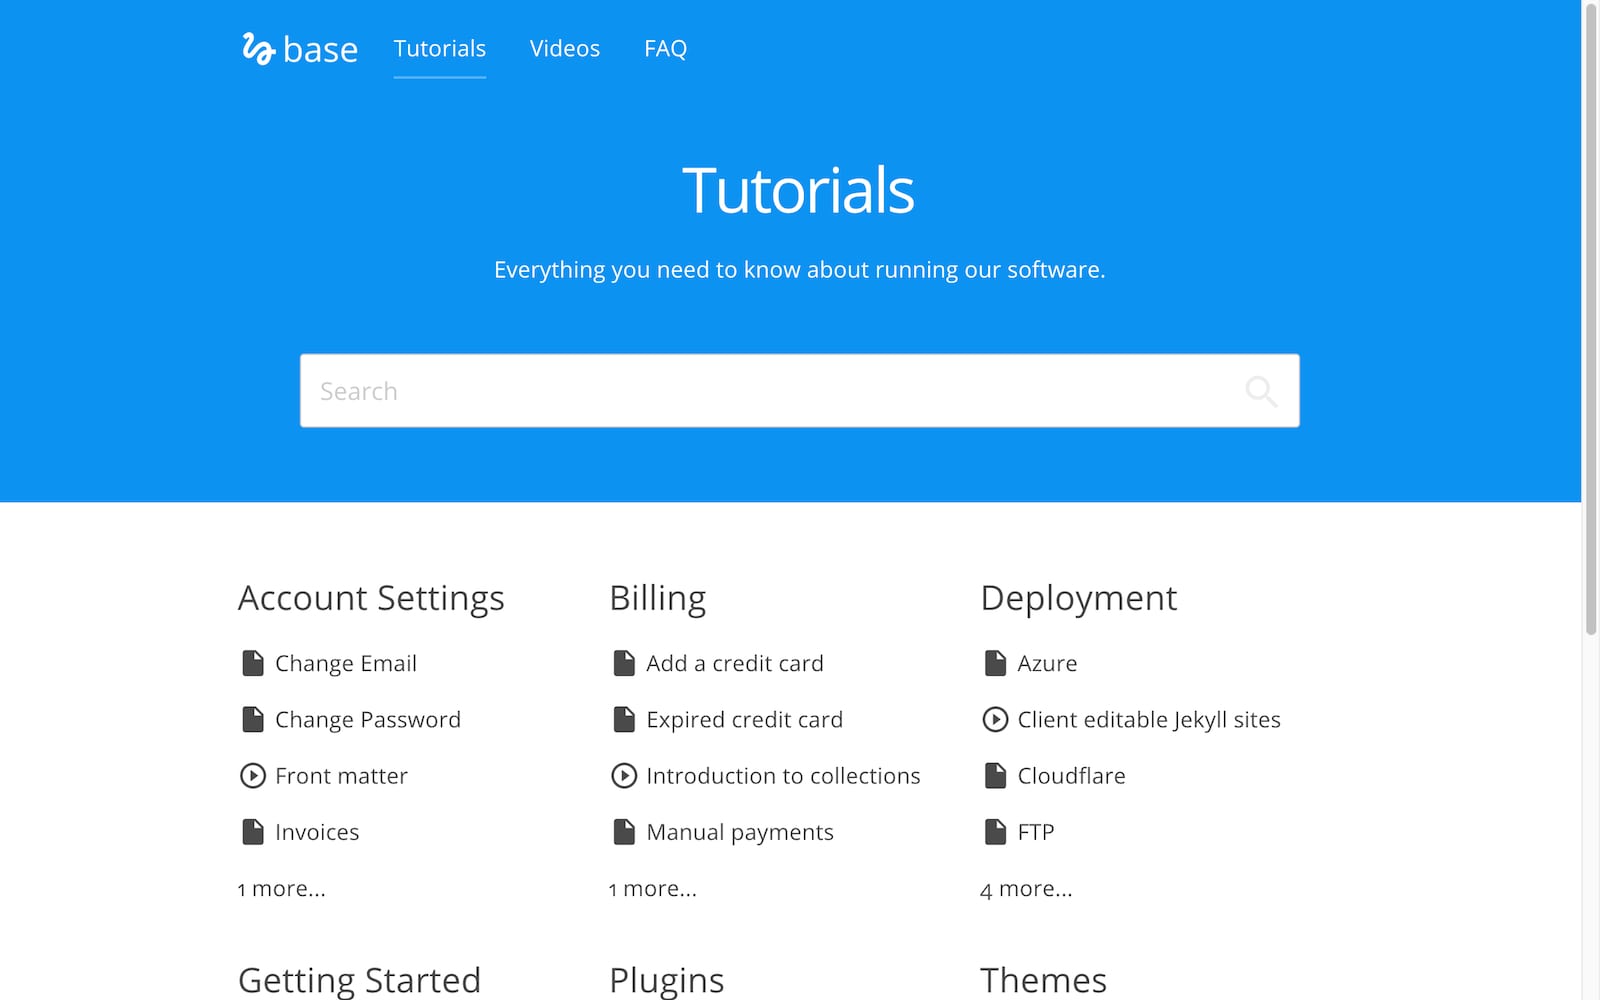 base Tutorials Videos FAQ
Tutorials
Everything you need to know about running our software.
Search
Account Settings
Change Email
Change Password
Front matter
Invoices
1 more...
Billing
Add a credit card
Expired credit card
Introduction to collections
Manual payments
1 more...
Deployment
Azure
Client editable Jekyll sites
Cloudflare
FTP
4 more...
Getting Started
Plugins
Themes